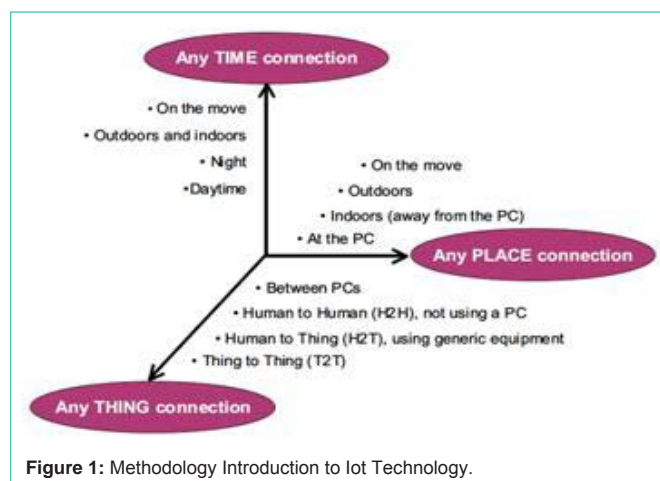 Any TIME connection
• On the move
• Outdoors and indoors
• Night
•Daytime
• On the move
• Outdoors
• Indoors (away from the PC)
• At the PC
Any PLACE connection
• Between PCs
• Human to Human (H2H), not using a PC
• Human to Thing (H2T), using generic equipment
• Thing to Thing (T2T)
Any THING connection
Figure 1: Methodology Introduction to Iot Technology.